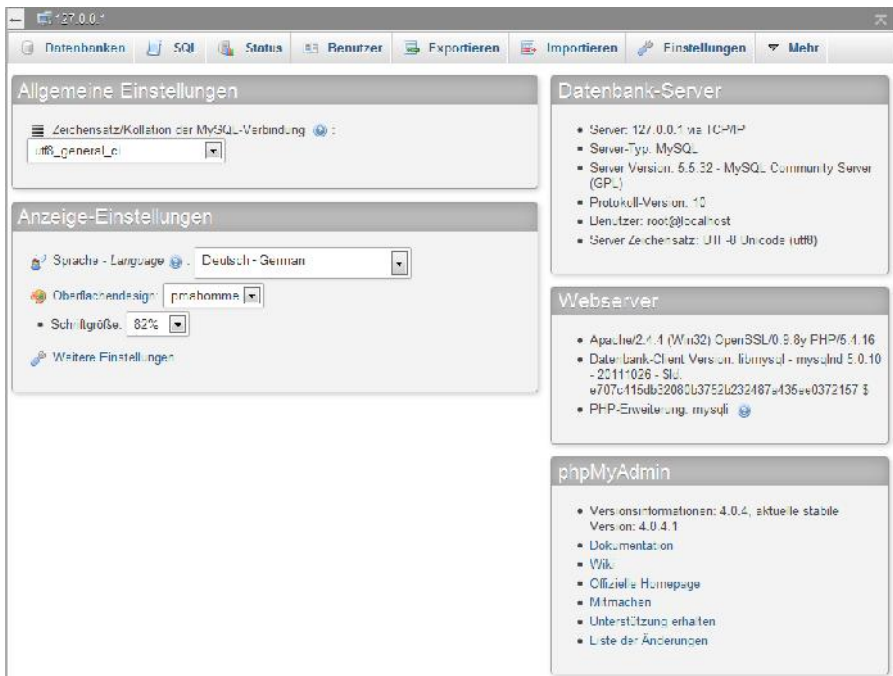 127.0.0.1
Datenbanken SQL Status Benutzer Exportieren Importieren Einstellungen Mehr
Allgemeine Einstellungen
Zeichensatz/Kollation der MySQL-Verbindung :
utf8_general_ci
Anzeige-Einstellungen
Sprache - Language : Deutsch - German
Oberflächendesign: pmahomme
Schriftgröße: 82%
Weitere Einstellungen
Datenbank-Server
Server: 127.0.0.1 via TCP/IP
Server-Typ: MySQL
Server Version: 5.5.32 - MySQL Community Server
(GPL)
Protokoll-Version: 10
Benutzer: root@localhost
Server Zeichensatz: UTF-8 Unicode (utf8)
Webserver
Apache/2.4.4 (Win32) OpenSSL/0.9.8y PHP/5.4.16
Datenbank-Client Version: libmysql - mysqlnd 5.0.10
- 20111026 - $Id:
e707c415db32080b3752b232487a435ee0372157 $
PHP-Erweiterung: mysqli
phpMyAdmin
Versionsinformationen: 4.0.4, aktuelle stabile
Version: 4.0.4.1
Dokumentation
Wiki
Offizielle Homepage
Mitmachen
Unterstützung erhalten
Liste der Änderungen